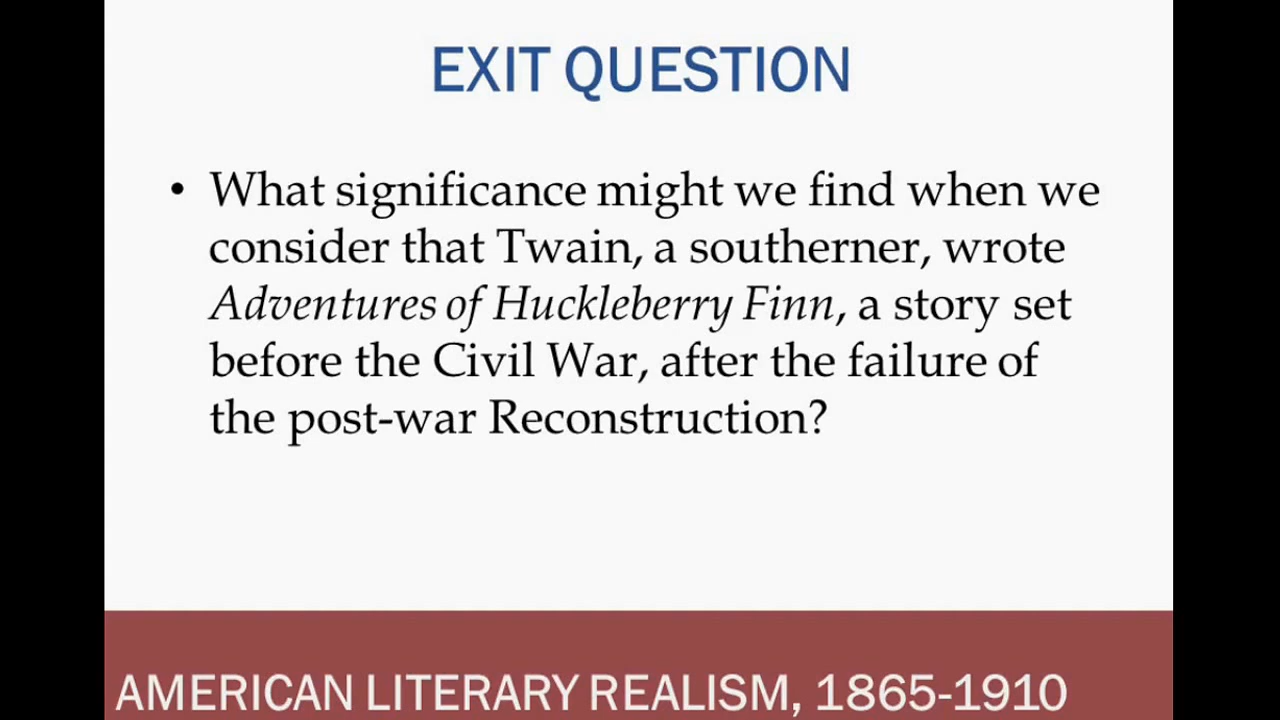 EXIT QUESTION
• What significance might we find when we
consider that Twain, a southerner, wrote
Adventures of Huckleberry Finn, a story set
before the Civil War, after the failure of
the post-war Reconstruction?
AMERICAN LITERARY REALISM, 1865-1910